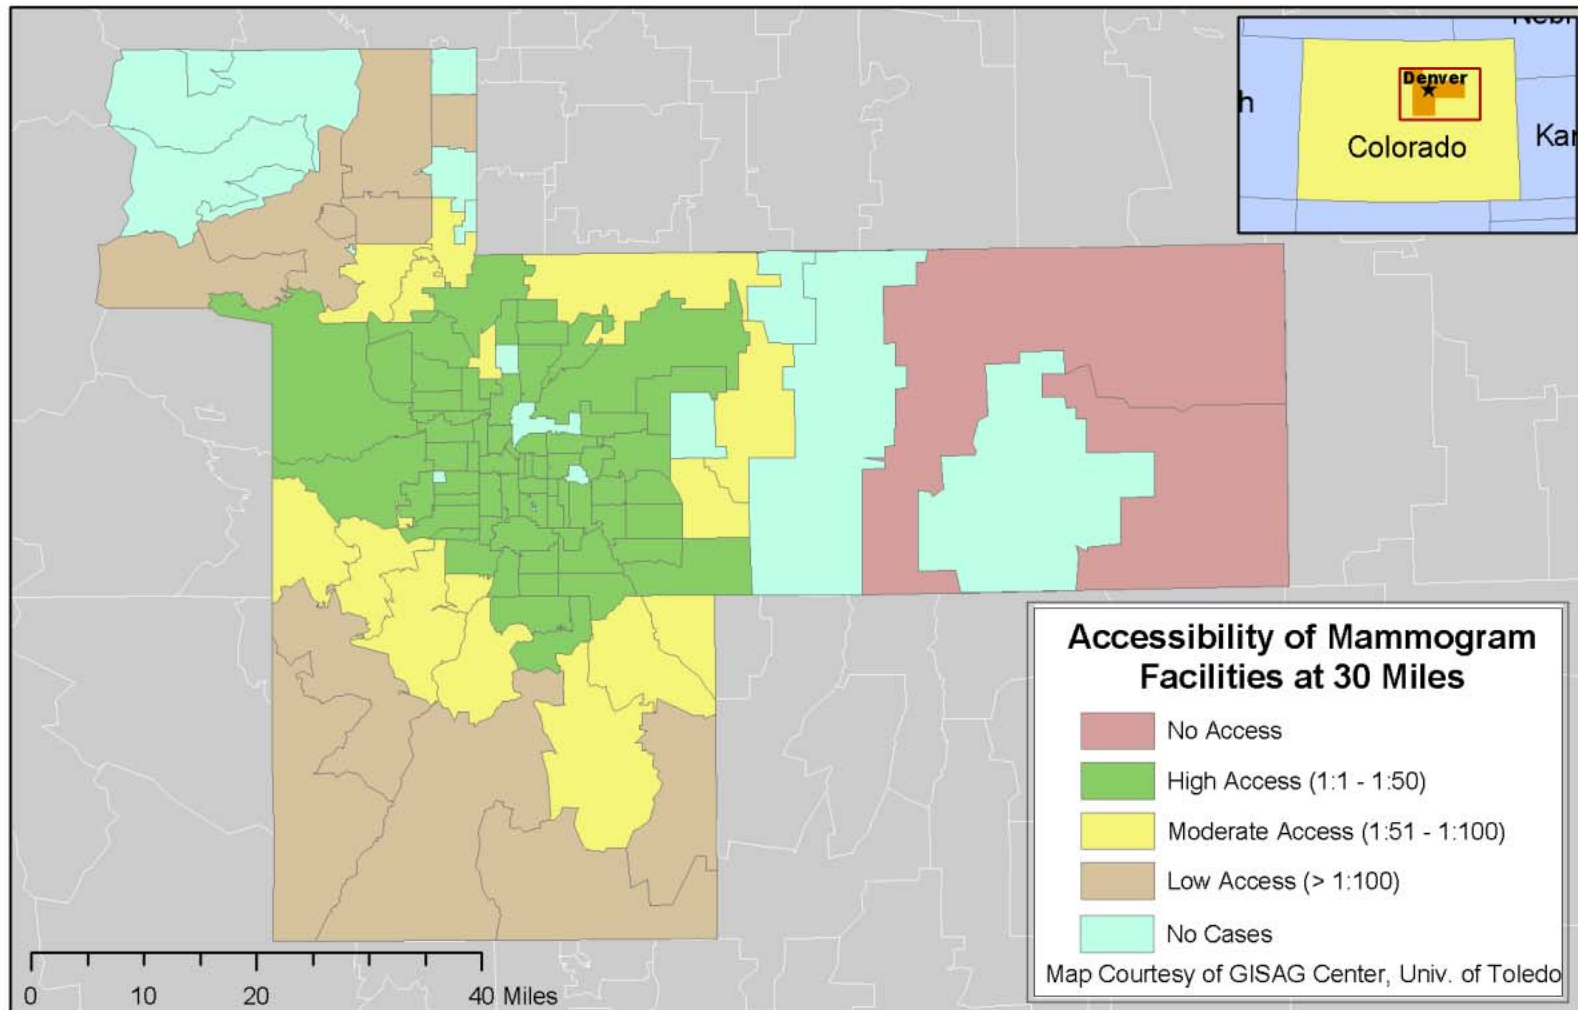 Denver
h
Colorado
Kar
Accessibility of Mammogram
Facilities at 30 Miles
No Access
High Access (1:1 - 1:50)
Moderate Access (1:51 - 1:100)
Low Access (> 1:100)
No Cases
Map Courtesy of GISAG Center, Univ. of Toledo
0 10 20 40 Miles